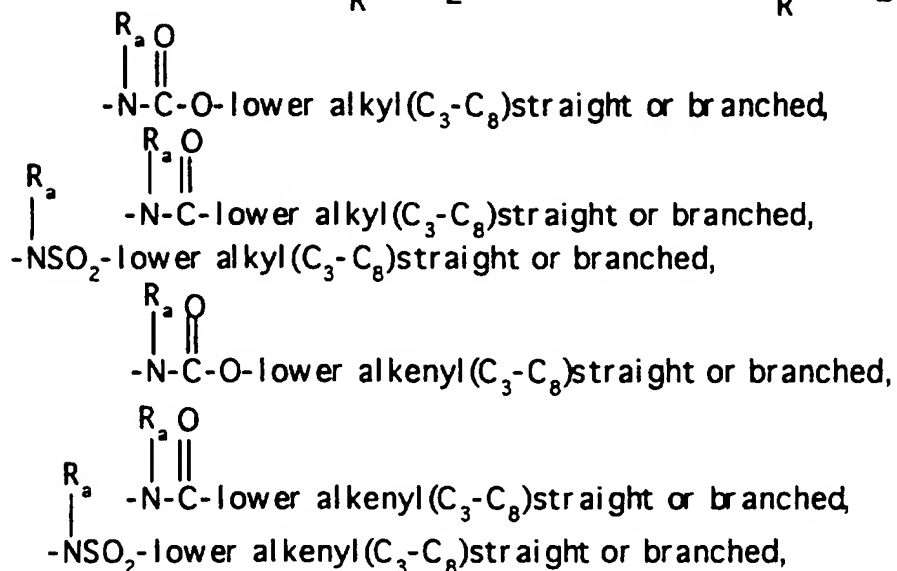 R 2 R
R_a O
-N-C-O-lower alkyl(C_3-C_8)straight or branched,
R_a O
-N-C-lower alkyl(C_3-C_8)straight or branched,
R_a
-NSO_2-lower alkyl(C_3-C_8)straight or branched,
R_a O
-N-C-O-lower alkenyl(C_3-C_8)straight or branched,
R_a O
-N-C-lower alkenyl(C_3-C_8)straight or branched,
R_a
-NSO_2-lower alkenyl(C_3-C_8)straight or branched,